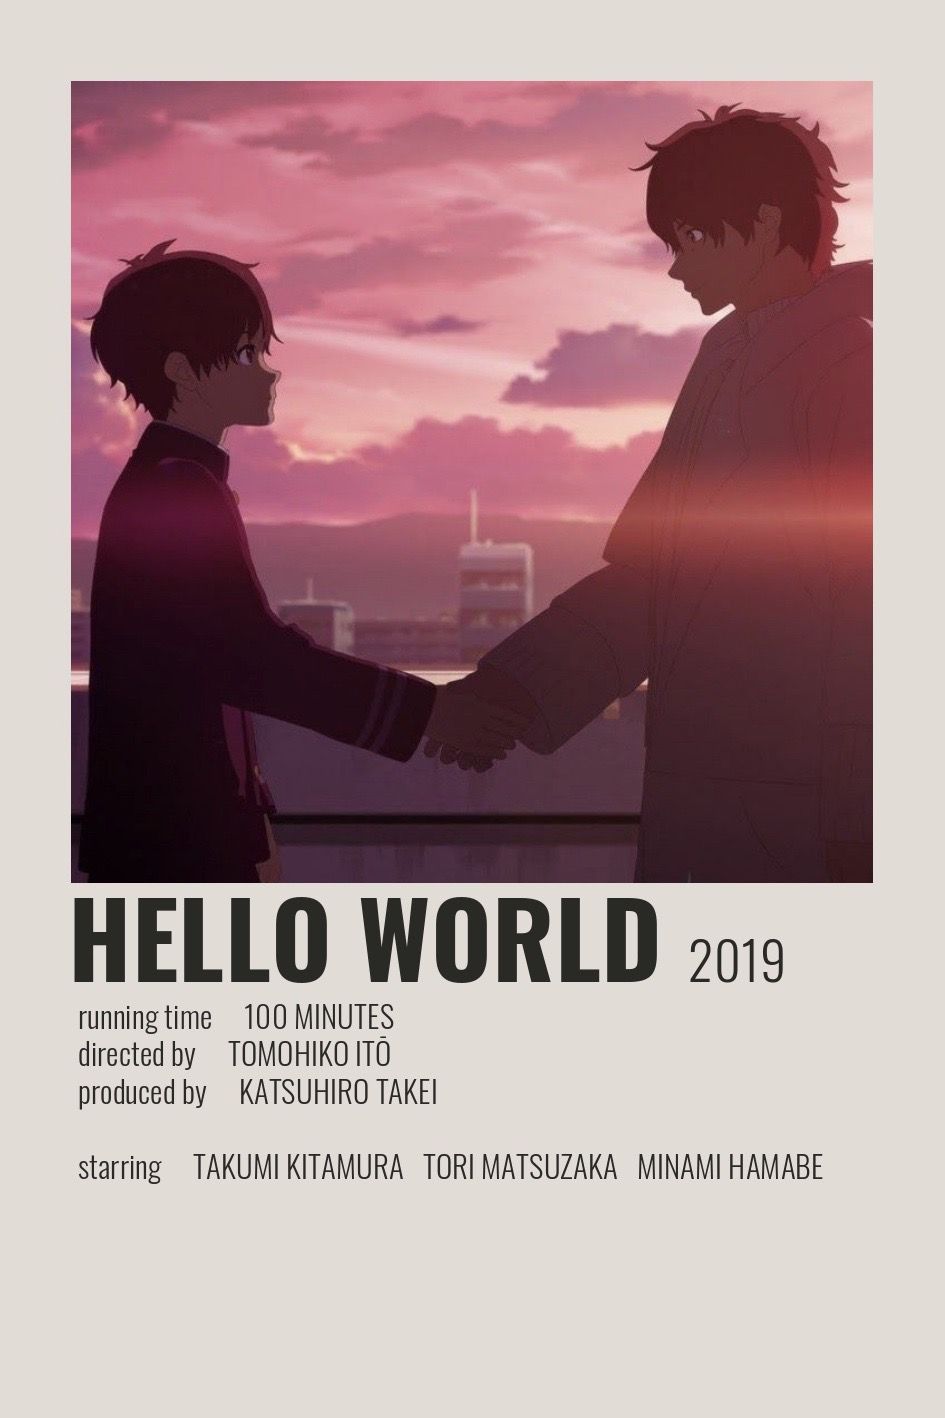 HELLO WORLD 2019
running time 100 MINUTES
directed by TOMOHIKO ITŌ
produced by KATSUHIRO TAKEI
starring TAKUMI KITAMURA TORI MATSUZAKA MINAMI HAMABE